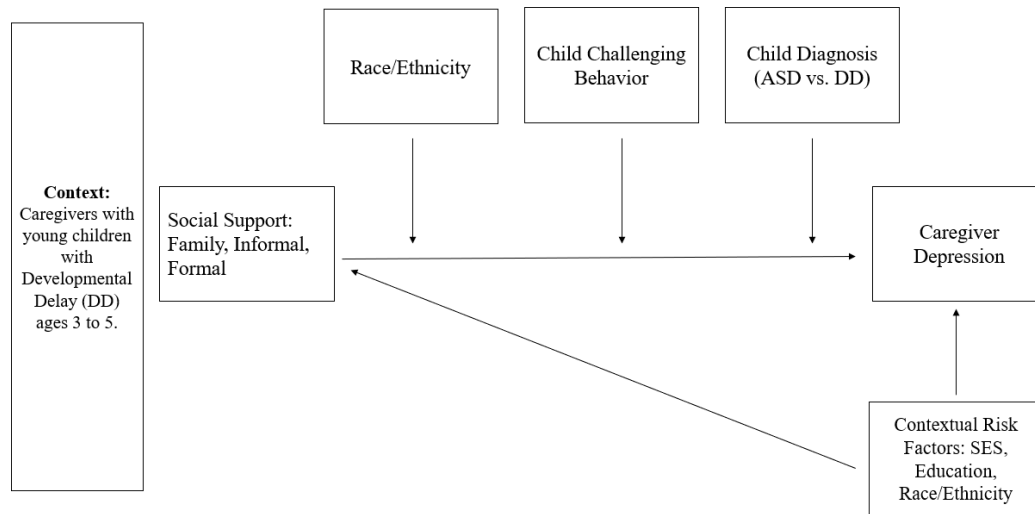 Context:
Caregivers with
young children
with
Developmental
Delay (DD)
ages 3 to 5.
Social Support:
Family, Informal,
Formal
Race/Ethnicity
Child Challenging
Behavior
Child Diagnosis
(ASD vs. DD)
Caregiver
Depression
Contextual Risk
Factors: SES,
Education,
Race/Ethnicity